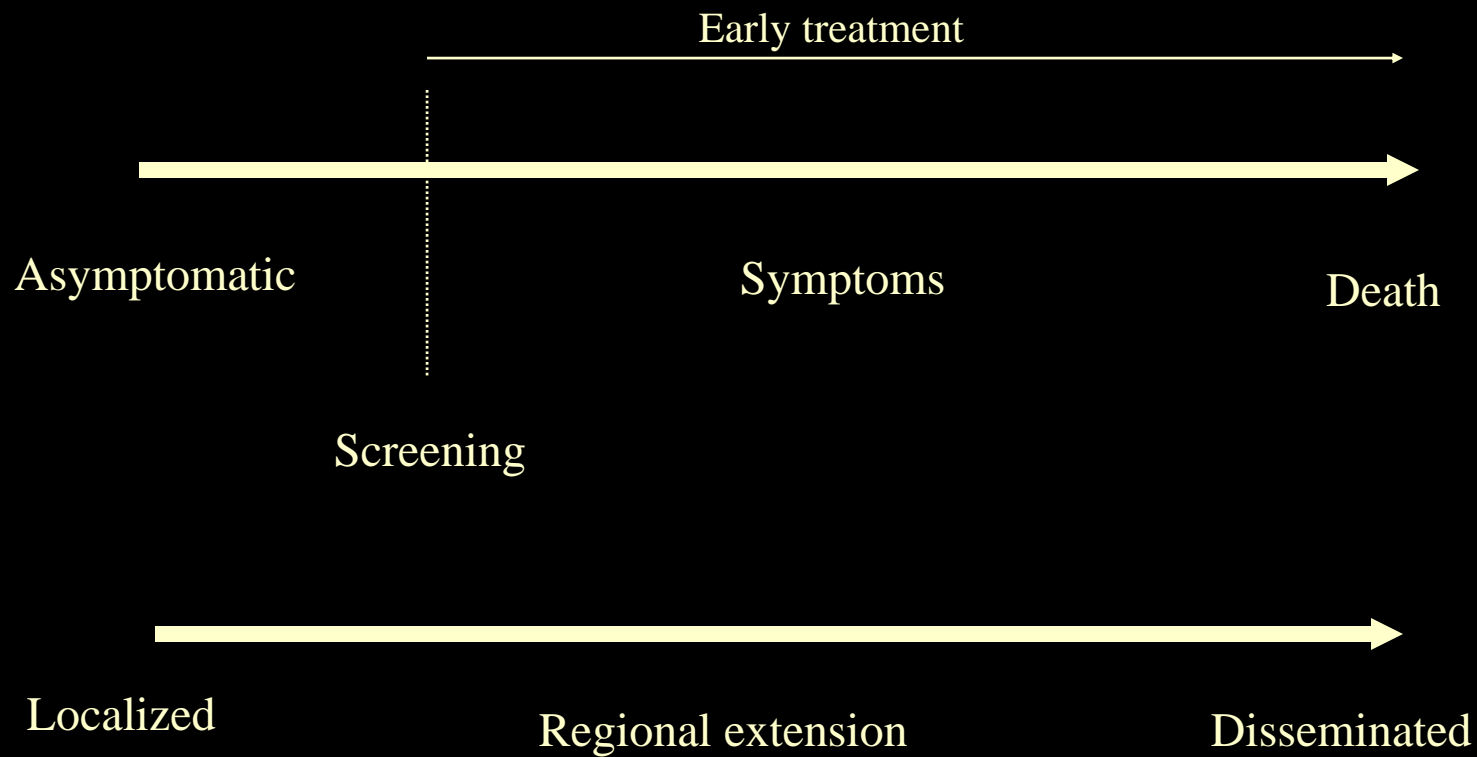 Early treatment
Asymptomatic
Symptoms
Death
Screening
Localized
Regional extension
Disseminated